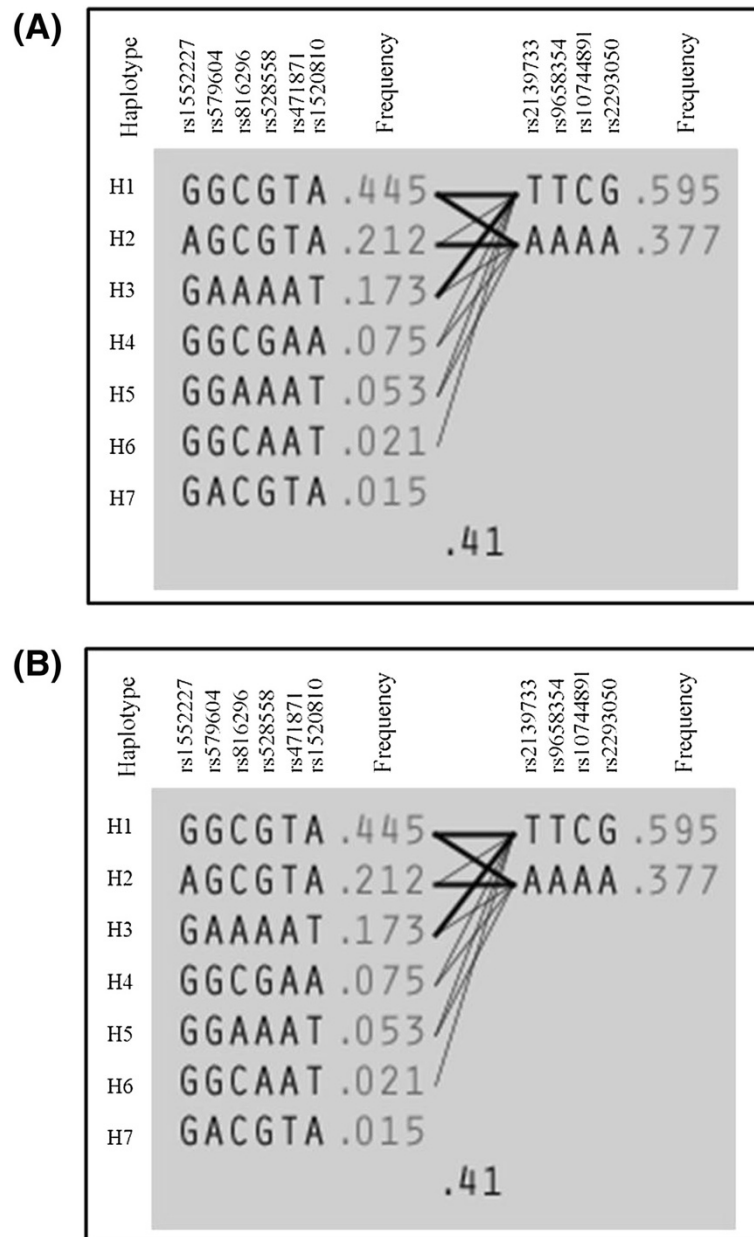 (A)
Haplotype rs1552227 rs579604 rs816296 rs528558 rs471871 rs1520810 Frequency rs2139733 rs9658354 rs10744891 rs2293050 Frequency
H1 GGCGTA .445 TTCG .595
H2 AGCGTA .212 AAAA .377
H3 GAAAAT .173
H4 GGCGAA .075
H5 GGAAAT .053
H6 GGCAAT .021
H7 GACGTA .015
.41
(B)
Haplotype rs1552227 rs579604 rs816296 rs528558 rs471871 rs1520810 Frequency rs2139733 rs9658354 rs10744891 rs2293050 Frequency
H1 GGCGTA .445 TTCG .595
H2 AGCGTA .212 AAAA .377
H3 GAAAAT .173
H4 GGCGAA .075
H5 GGAAAT .053
H6 GGCAAT .021
H7 GACGTA .015
.41